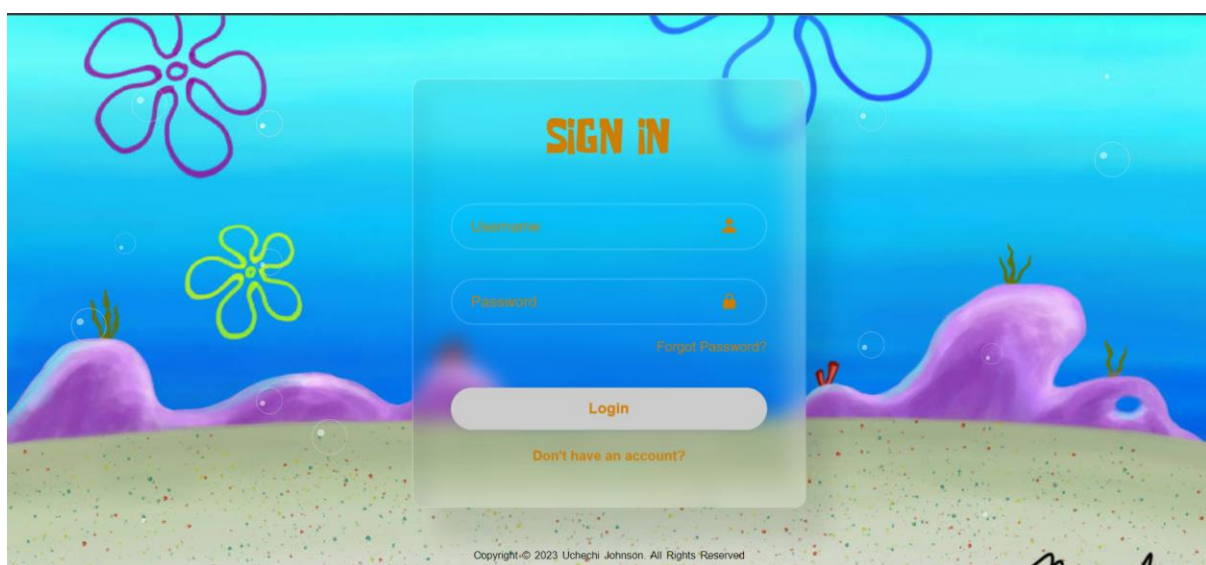 SiGN iN
Username
Password
Forgot Password?
Login
Don't have an account?
Copyright © 2023 Uchechi Johnson. All Rights Reserved